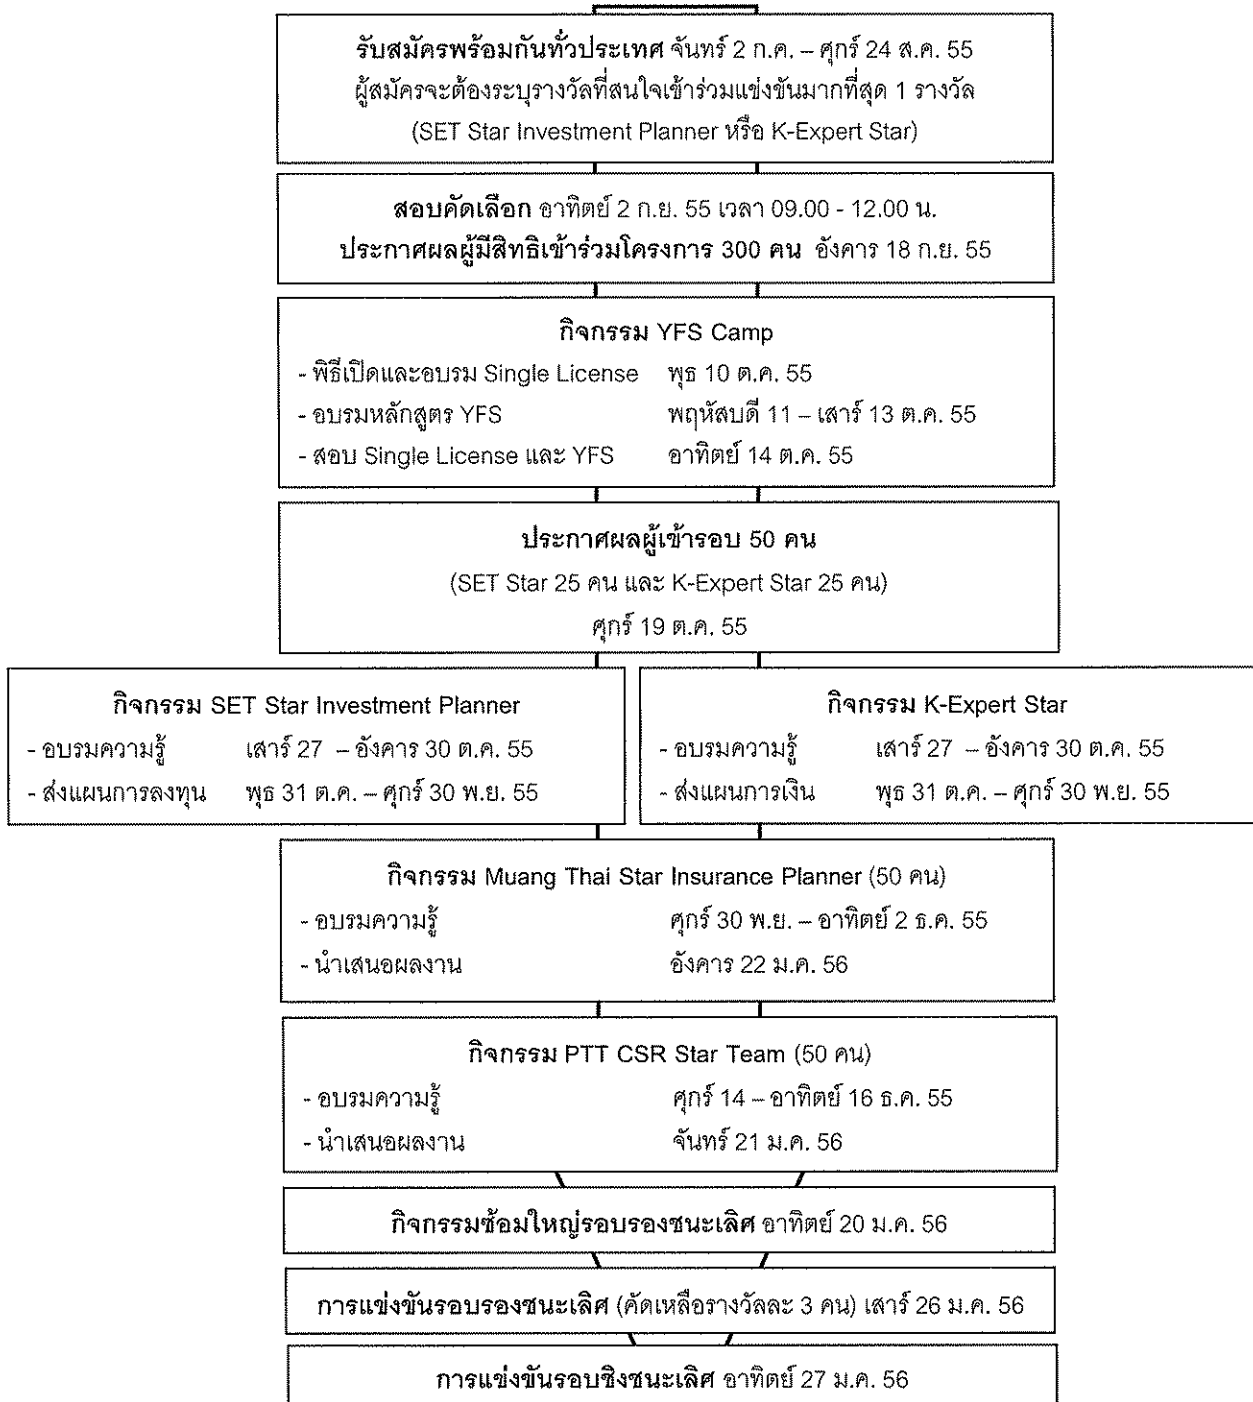 รับสมัครพร้อมกันทั่วประเทศ จันทร์ 2 ก.ค. – ศุกร์ 24 ส.ค. 55
ผู้สมัครจะต้องระบุรางวัลที่สนใจเข้าร่วมแข่งขันมากที่สุด 1 รางวัล
(SET Star Investment Planner หรือ K-Expert Star)
สอบคัดเลือก อาทิตย์ 2 ก.ย. 55 เวลา 09.00 - 12.00 น.
ประกาศผลผู้มีสิทธิเข้าร่วมโครงการ 300 คน อังคาร 18 ก.ย. 55
กิจกรรม YFS Camp
- พิธีเปิดและอบรม Single License พุธ 10 ต.ค. 55
- อบรมหลักสูตร YFS พฤหัสบดี 11 – เสาร์ 13 ต.ค. 55
- สอบ Single License และ YFS อาทิตย์ 14 ต.ค. 55
ประกาศผลผู้เข้ารอบ 50 คน
(SET Star 25 คน และ K-Expert Star 25 คน)
ศุกร์ 19 ต.ค. 55
กิจกรรม SET Star Investment Planner
- อบรมความรู้ เสาร์ 27 – อังคาร 30 ต.ค. 55
- ส่งแผนการลงทุน พุธ 31 ต.ค. – ศุกร์ 30 พ.ย. 55
กิจกรรม K-Expert Star
- อบรมความรู้ เสาร์ 27 – อังคาร 30 ต.ค. 55
- ส่งแผนการเงิน พุธ 31 ต.ค. – ศุกร์ 30 พ.ย. 55
กิจกรรม Muang Thai Star Insurance Planner (50 คน)
- อบรมความรู้ ศุกร์ 30 พ.ย. – อาทิตย์ 2 ธ.ค. 55
- นำเสนอผลงาน อังคาร 22 ม.ค. 56
กิจกรรม PTT CSR Star Team (50 คน)
- อบรมความรู้ ศุกร์ 14 – อาทิตย์ 16 ธ.ค. 55
- นำเสนอผลงาน จันทร์ 21 ม.ค. 56
กิจกรรมซ้อมใหญ่รอบรองชนะเลิศ อาทิตย์ 20 ม.ค. 56
การแข่งขันรอบรองชนะเลิศ (คัดเหลือรางวัลละ 3 คน) เสาร์ 26 ม.ค. 56
การแข่งขันรอบชิงชนะเลิศ อาทิตย์ 27 ม.ค. 56